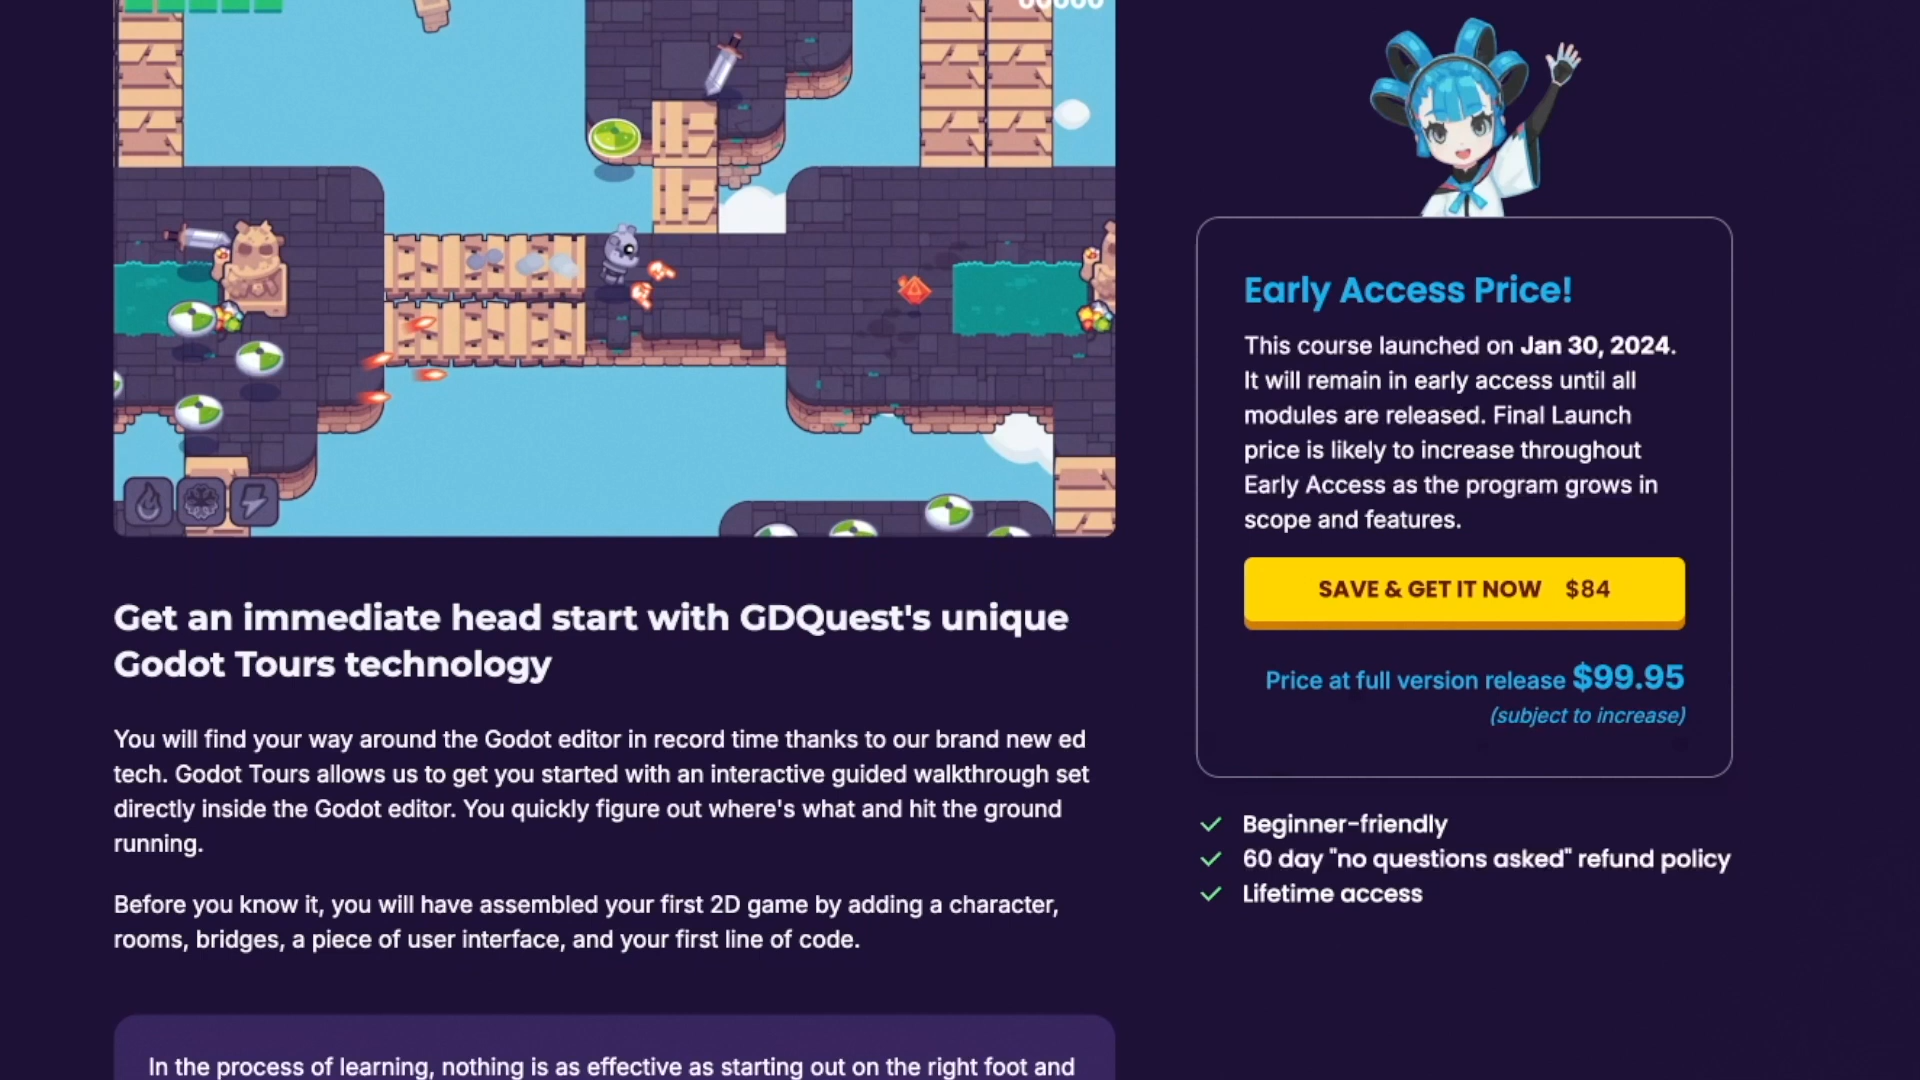 Get an immediate head start with GDQuest's unique
Godot Tours technology
You will find your way around the Godot editor in record time thanks to our brand new ed
tech. Godot Tours allows us to get you started with an interactive guided walkthrough set
directly inside the Godot editor. You quickly figure out where's what and hit the ground
running.
Before you know it, you will have assembled your first 2D game by adding a character,
rooms, bridges, a piece of user interface, and your first line of code.
In the process of learning, nothing is as effective as starting out on the right foot and
Early Access Price!
This course launched on Jan 30, 2024.
It will remain in early access until all
modules are released. Final Launch
price is likely to increase throughout
Early Access as the program grows in
scope and features.
SAVE & GET IT NOW $84
Price at full version release $99.95
(subject to increase)
Beginner-friendly
60 day "no questions asked" refund policy
Lifetime access